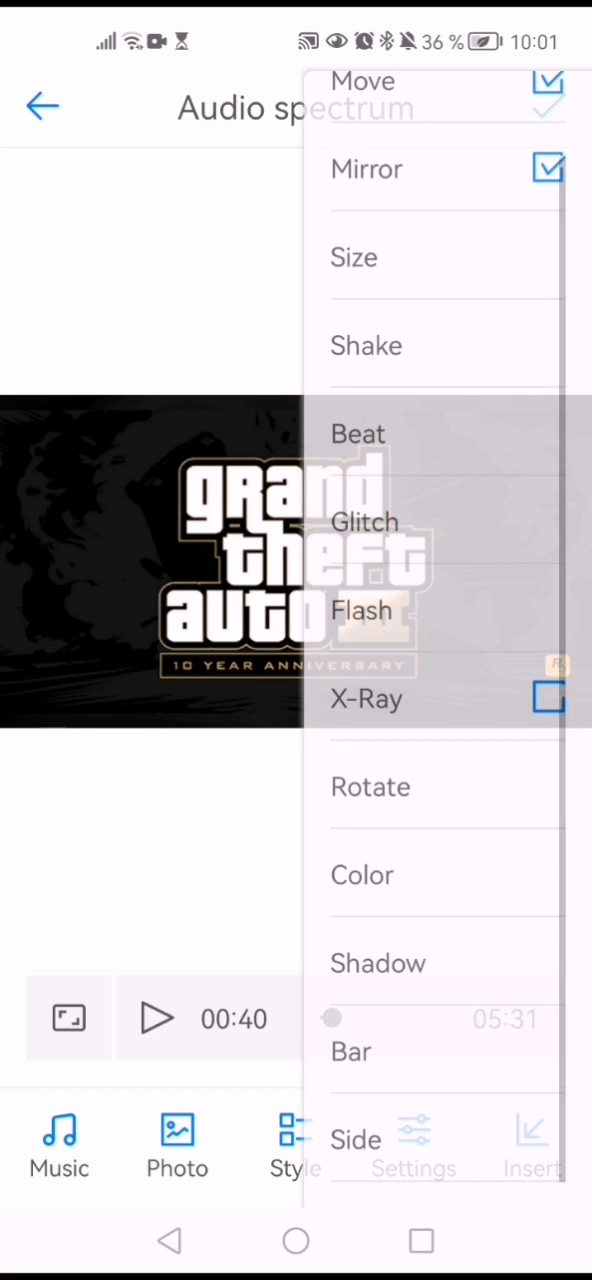 36 % 10:01
Audio spectrum
Move
Mirror
Size
Shake
Beat
Glitch
Flash
X-Ray
Rotate
Color
Shadow
Bar
Side
grand
theft
auto III
10 YEAR ANNIVERSARY
R
00:40 05:31
Music Photo Style Settings Insert